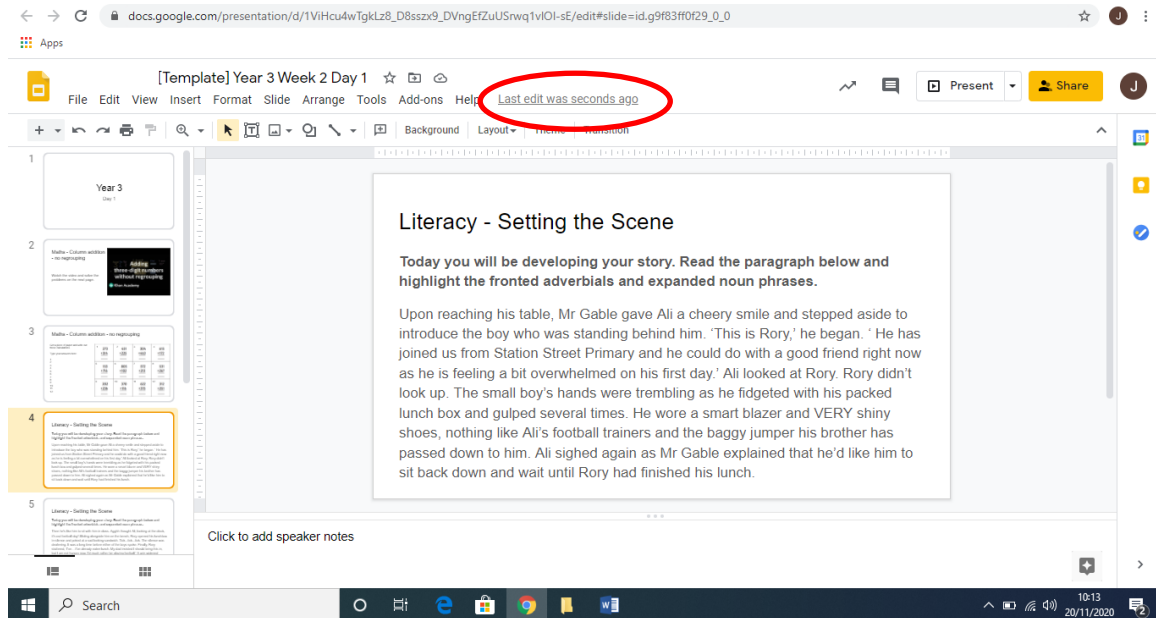 docs.google.com/presentation/d/1ViHcu4wTgkLz8_D8sszx9_DVngEfZuUSrwq1vIOI-sE/edit#slide=id.g9f83ff0f29_0_0
J
Apps
[Template] Year 3 Week 2 Day 1
File Edit View Insert Format Slide Arrange Tools Add-ons Help Last edit was seconds ago
Present
Share
J
Background Layout Theme Transition
31
1
Year 3
Day 1
2
Maths - Column addition
- no regrouping
Adding
three-digit numbers
without regrouping
Khan Academy
3
Maths - Column addition - no regrouping
4
Literacy - Setting the Scene
5
Literacy - Setting the Scene
Literacy - Setting the Scene
Today you will be developing your story. Read the paragraph below and
highlight the fronted adverbials and expanded noun phrases.
Upon reaching his table, Mr Gable gave Ali a cheery smile and stepped aside to
introduce the boy who was standing behind him. ‘This is Rory,’ he began. ‘ He has
joined us from Station Street Primary and he could do with a good friend right now
as he is feeling a bit overwhelmed on his first day.’ Ali looked at Rory. Rory didn’t
look up. The small boy’s hands were trembling as he fidgeted with his packed
lunch box and gulped several times. He wore a smart blazer and VERY shiny
shoes, nothing like Ali’s football trainers and the baggy jumper his brother has
passed down to him. Ali sighed again as Mr Gable explained that he’d like him to
sit back down and wait until Rory had finished his lunch.
Click to add speaker notes
Search
10:13
20/11/2020
2